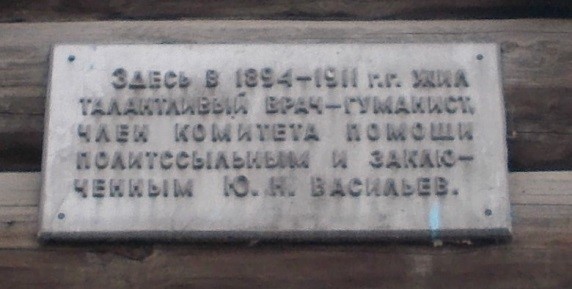 ЗДЕСЬ В 1894-1911 Г.Г. ЖИЛ
ТАЛАНТЛИВЫЙ ВРАЧ-ГУМАНИСТ,
ЧЛЕН КОМИТЕТА ПОМОЩИ
ПОЛИТССЫЛЬНЫМ И ЗАКЛЮ-
ЧЕННЫМ Ю. Н. ВАСИЛЬЕВ.